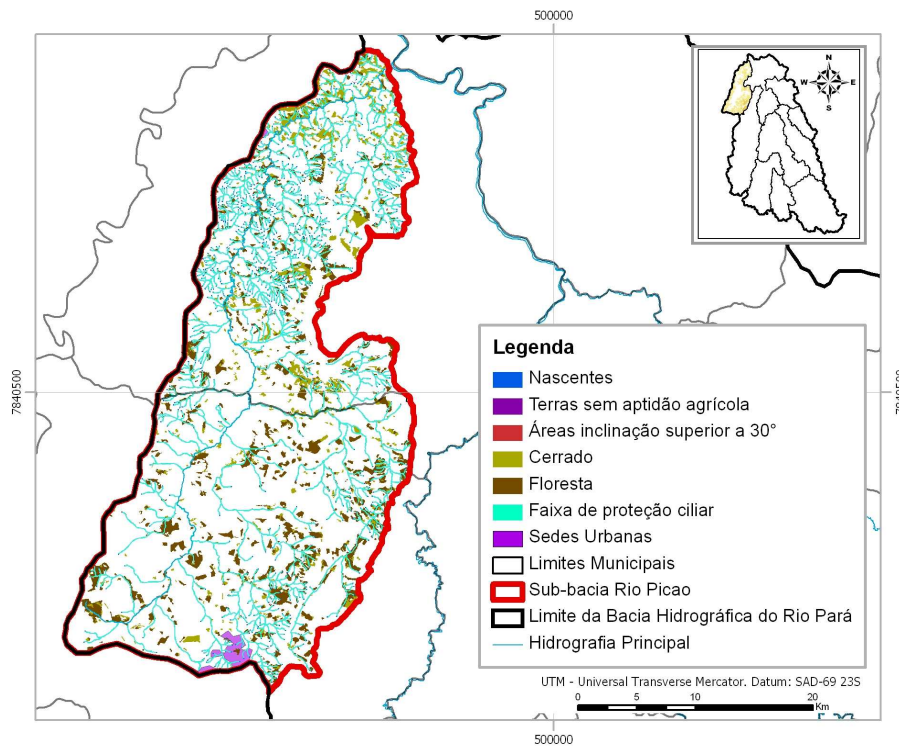 500000
N
W E
S
7840500
7840500
Legenda
Nascentes
Terras sem aptidão agrícola
Áreas inclinação superior a 30°
Cerrado
Floresta
Faixa de proteção ciliar
Sedes Urbanas
Limites Municipais
Sub-bacia Rio Picao
Limite da Bacia Hidrográfica do Rio Pará
Hidrografia Principal
UTM - Universal Transverse Mercator. Datum: SAD-69 23S
0 5 10 20
Km
500000